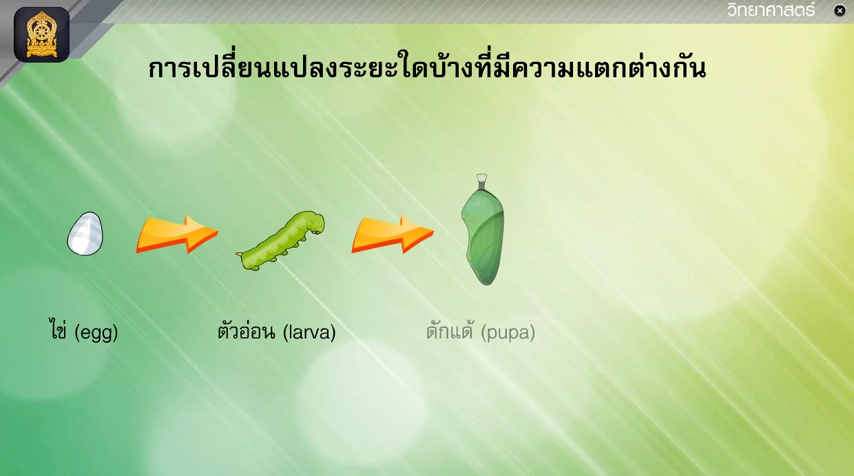 วิทยาศาสตร์
การเปลี่ยนแปลงระยะใดบ้างที่มีความแตกต่างกัน
ไข่ (egg)
ตัวอ่อน (larva)
ดักแด้ (pupa)